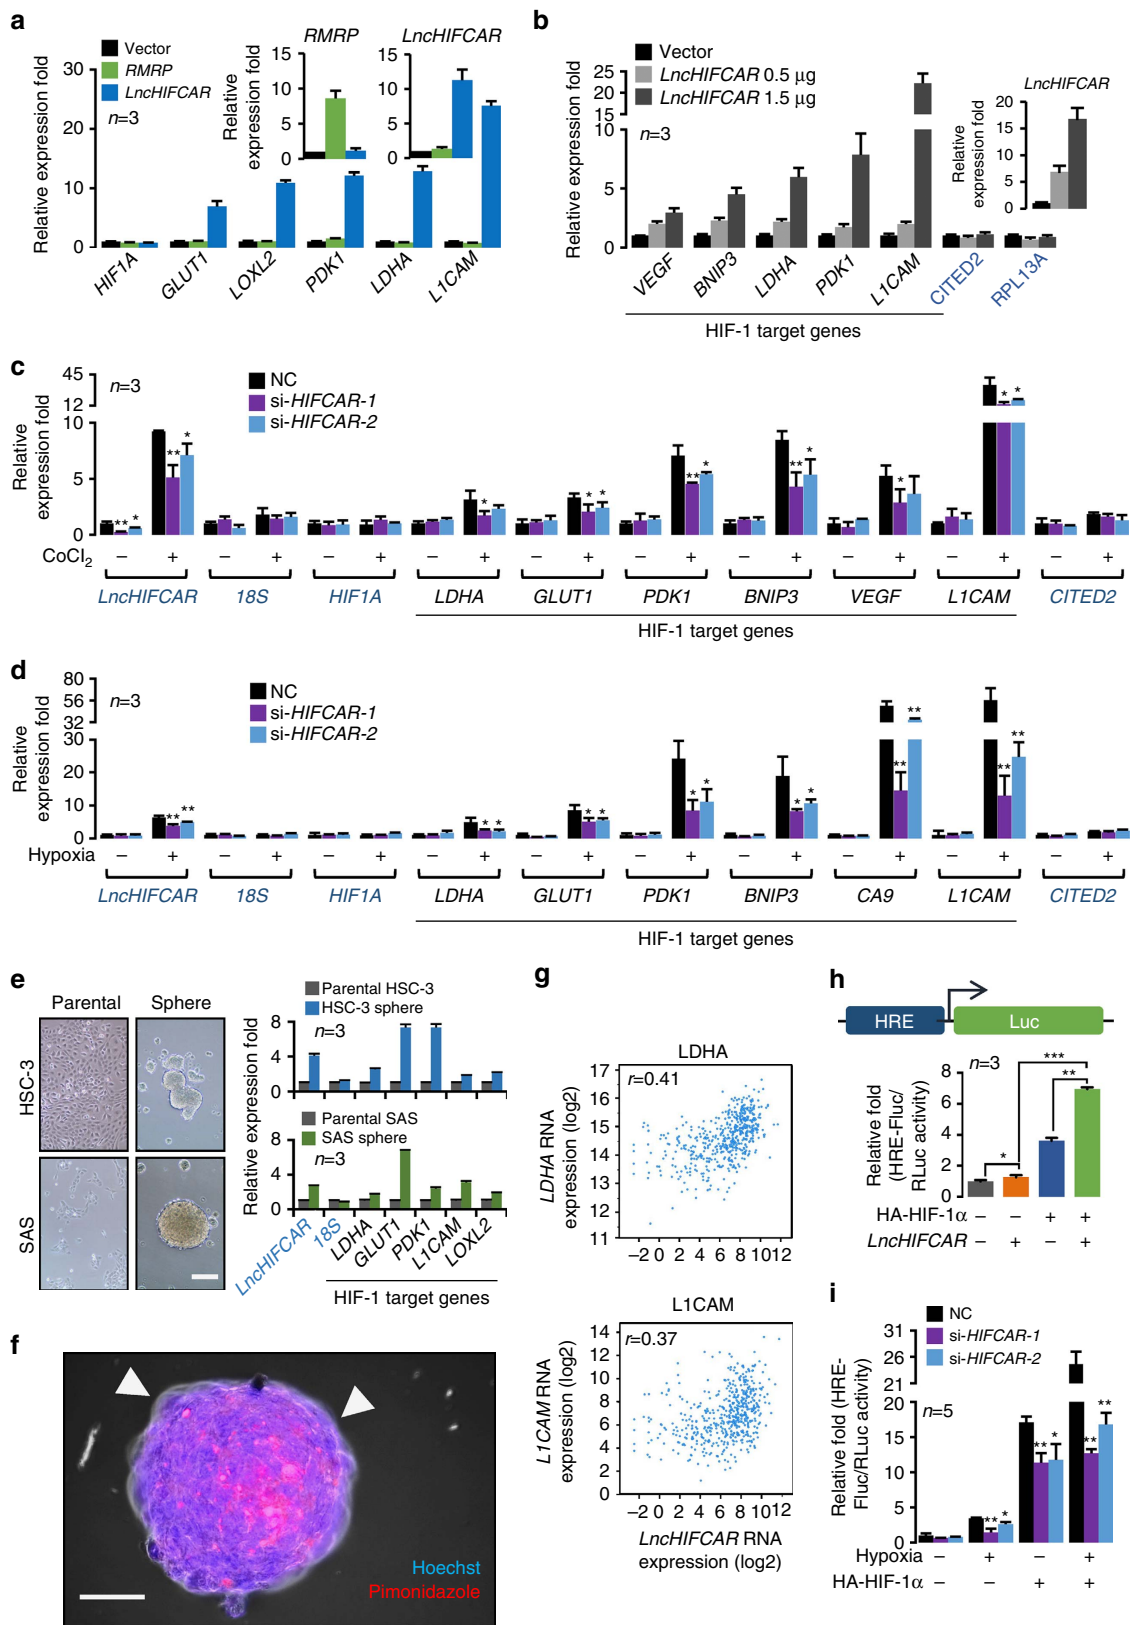 a
Vector
RMRP
LncHIFCAR
n=3
Relative expression fold
30
20
10
0
RMRP
Relative
expression fold
15
10
5
0
LncHIFCAR
15
10
5
0
HIF1A GLUT1 LOXL2 PDK1 LDHA L1CAM
b
Vector
LncHIFCAR 0.5 μg
LncHIFCAR 1.5 μg
n=3
Relative expression fold
25
20
15
10
5
0
LncHIFCAR
Relative
expression fold
20
15
10
5
0
VEGF BNIP3 LDHA PDK1 L1CAM CITED2 RPL13A
HIF-1 target genes
c
n=3
NC
si-HIFCAR-1
si-HIFCAR-2
Relative
expression fold
45
12
10
5
0
** * ** * * * * ** * ** * * * *
CoCl2 − + − + − + − + − + − + − + − + − + − +
LncHIFCAR 18S HIF1A LDHA GLUT1 PDK1 BNIP3 VEGF L1CAM CITED2
HIF-1 target genes
d
n=3
NC
si-HIFCAR-1
si-HIFCAR-2
Relative
expression fold
80
56
32
30
20
10
0
** ** * * * * * * * * ** ** ** **
Hypoxia − + − + − + − + − + − + − + − + − + − +
LncHIFCAR 18S HIF1A LDHA GLUT1 PDK1 BNIP3 CA9 L1CAM CITED2
HIF-1 target genes
e
Parental Sphere
HSC-3
SAS
Relative expression fold
Parental HSC-3
HSC-3 sphere
n=3
8
4
0
Parental SAS
SAS sphere
n=3
8
4
0
LncHIFCAR 18S LDHA GLUT1 PDK1 L1CAM LOXL2
HIF-1 target genes
f
Hoechst
Pimonidazole
g
LDHA
r=0.41
LDHA RNA
expression (log2)
17
16
15
14
13
12
11
−2 0 2 4 6 8 10 12
L1CAM
r=0.37
L1CAM RNA
expression (log2)
14
12
10
8
6
4
2
0
−2 0 2 4 6 8 10 12
LncHIFCAR RNA
expression (log2)
h
HRE Luc
n=3
Relative fold
(HRE-Fluc/
RLuc activity)
8
6
4
2
0
* ** ***
HA-HIF-1α − − + +
LncHIFCAR − + − +
i
NC
si-HIFCAR-1
si-HIFCAR-2
n=5
Relative fold (HRE-
Fluc/RLuc activity)
31
26
21
20
15
10
5
0
** * ** * ** **
Hypoxia − + − +
HA-HIF-1α − − + +